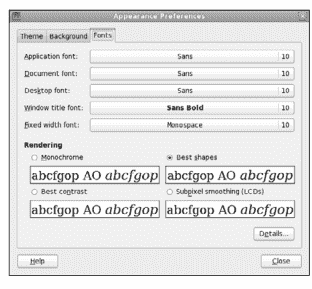 Appearance Preferences
Theme Background Fonts
Application font: Sans 10
Document font: Sans 10
Desktop font: Sans 10
Window title font: Sans Bold 10
Fixed width font: Monospace 10
Rendering
Monochrome Best shapes
abcfgop AO abcfgop abcfgop AO abcfgop
Best contrast Subpixel smoothing (LCDs)
abcfgop AO abcfgop abcfgop AO abcfgop
Details...
Help Close